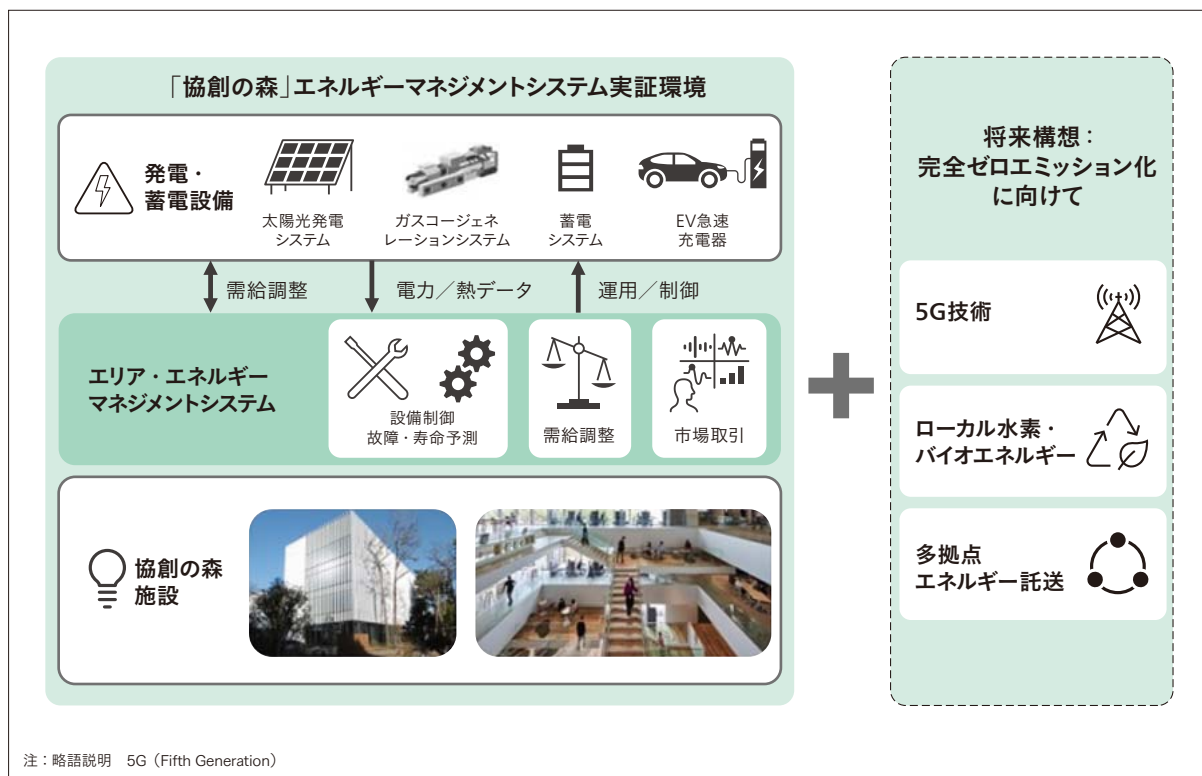 「協創の森」エネルギーマネジメントシステム実証環境
発電・
蓄電設備
太陽光発電
システム
ガスコージェネ
レーションシステム
蓄電
システム
EV急速
充電器
需給調整
電力／熱データ
運用／制御
エリア・エネルギー
マネジメントシステム
設備制御
故障・寿命予測
需給調整
市場取引
協創の森
施設
将来構想：
完全ゼロエミッション化
に向けて
5G技術
ローカル水素・
バイオエネルギー
多拠点
エネルギー託送
注：略語説明　5G（Fifth Generation）